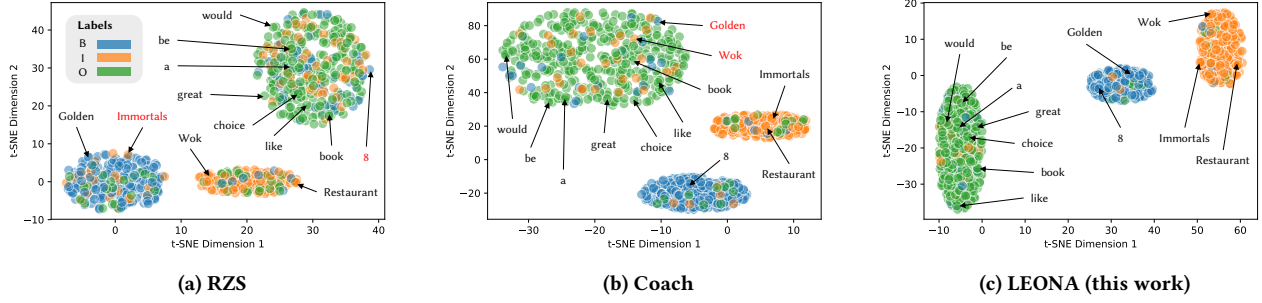 Labels
B
I
O
would
be
a
great
choice
like
book
8
Golden
Immortals
Wok
Restaurant
t-SNE Dimension 2
40
30
20
10
0
−10
0
10
20
30
40
t-SNE Dimension 1
(a) RZS
Golden
Wok
Immortals
book
like
choice
great
a
be
would
8
Restaurant
t-SNE Dimension 2
80
60
40
20
0
−20
−30
−20
−10
0
10
t-SNE Dimension 1
(b) Coach
Wok
Golden
would
be
a
great
choice
book
like
8
Immortals
Restaurant
t-SNE Dimension 2
20
10
0
−10
−20
−30
−10
0
10
20
30
40
50
60
t-SNE Dimension 1
(c) LEONA (this work)